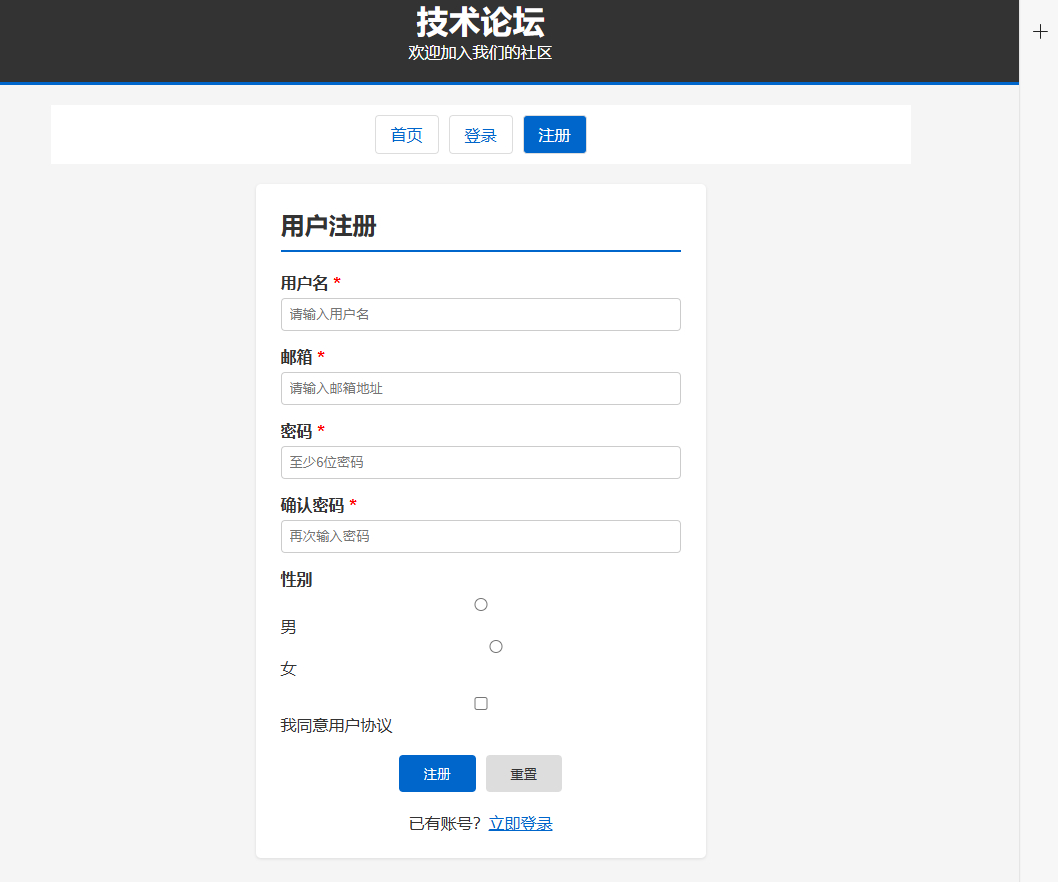 技术论坛
欢迎加入我们的社区
首页 登录 注册
用户注册
用户名 *
请输入用户名
邮箱 *
请输入邮箱地址
密码 *
至少6位密码
确认密码 *
再次输入密码
性别
男
女
我同意用户协议
注册 重置
已有账号？立即登录